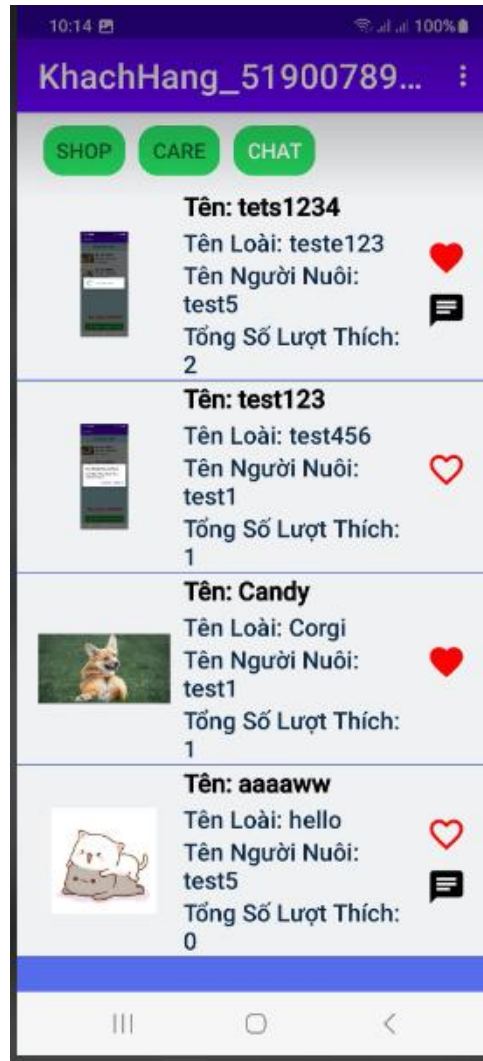 10:14 100%
KhachHang_51900789...
SHOP CARE CHAT
Tên: tets1234
Tên Loài: teste123
Tên Người Nuôi:
test5
Tổng Số Lượt Thích:
2
Tên: test123
Tên Loài: test456
Tên Người Nuôi:
test1
Tổng Số Lượt Thích:
1
Tên: Candy
Tên Loài: Corgi
Tên Người Nuôi:
test1
Tổng Số Lượt Thích:
1
Tên: aaaaww
Tên Loài: hello
Tên Người Nuôi:
test5
Tổng Số Lượt Thích:
0